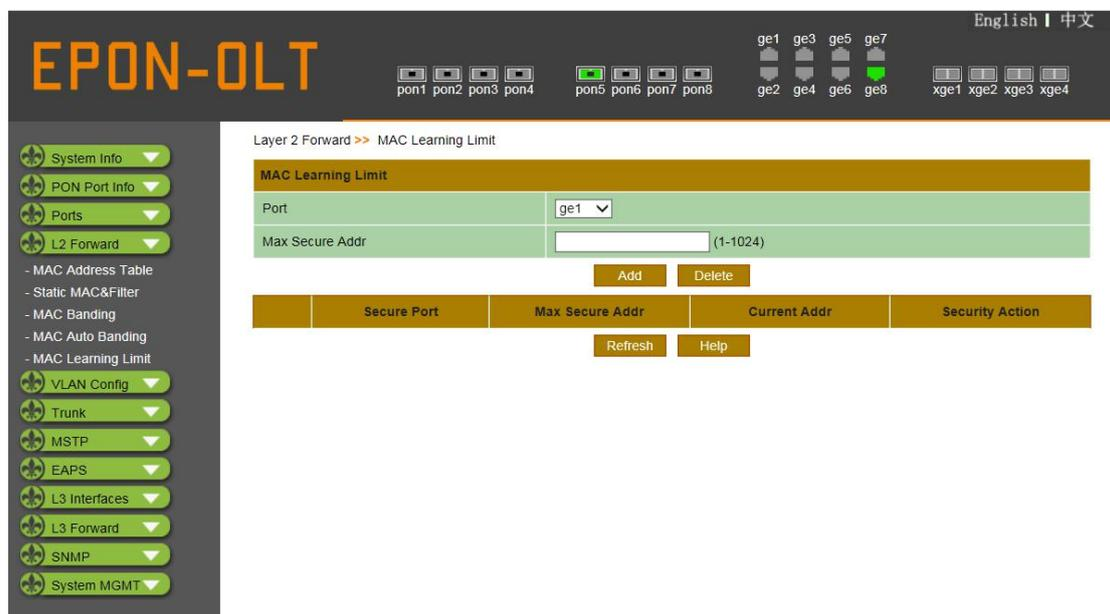 English | 中文
EPON-OLT
ge1 ge3 ge5 ge7
pon1 pon2 pon3 pon4 pon5 pon6 pon7 pon8 ge2 ge4 ge6 ge8 xge1 xge2 xge3 xge4
System Info
PON Port Info
Ports
L2 Forward
- MAC Address Table
- Static MAC&Filter
- MAC Banding
- MAC Auto Banding
- MAC Learning Limit
VLAN Config
Trunk
MSTP
EAPS
L3 Interfaces
L3 Forward
SNMP
System MGMT
Layer 2 Forward >> MAC Learning Limit
MAC Learning Limit
Port ge1
Max Secure Addr (1-1024)
Add Delete
Secure Port Max Secure Addr Current Addr Security Action
Refresh Help